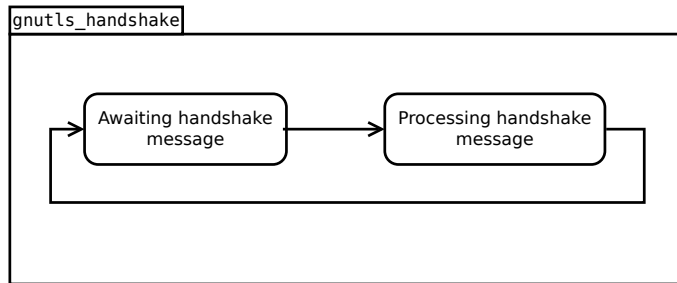 gnutls_handshake
Awaiting handshake
message
Processing handshake
message